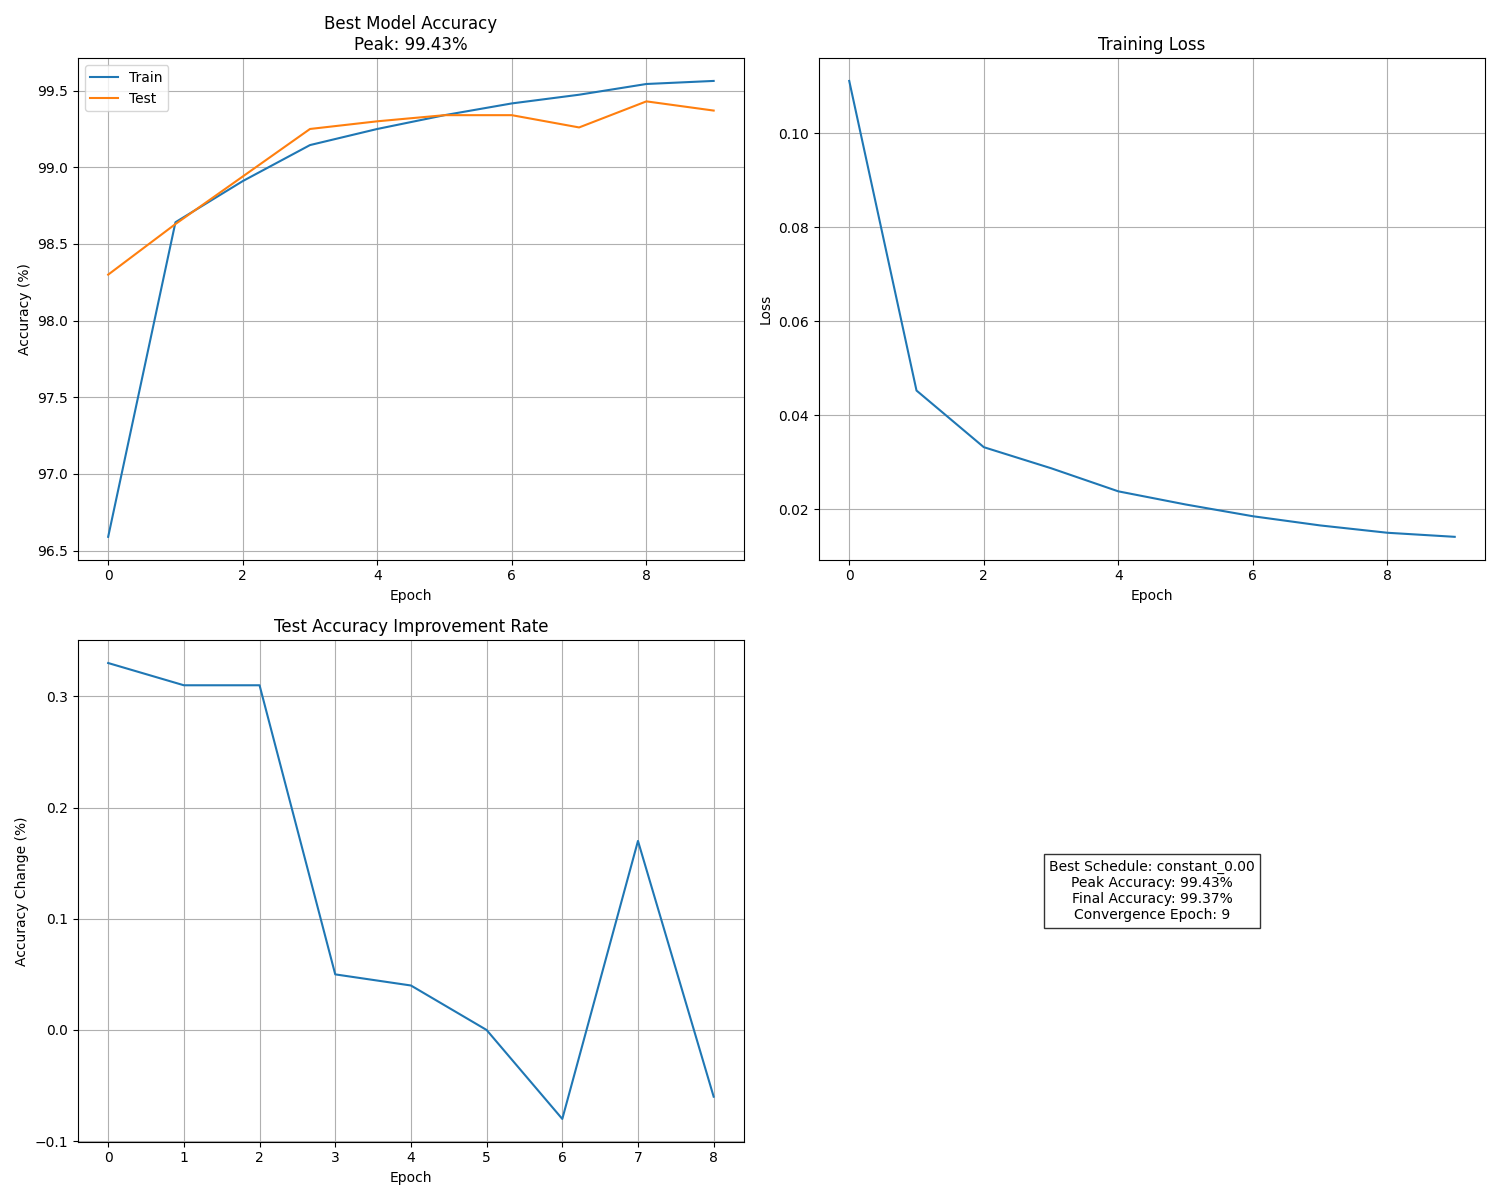 Best Model Accuracy
Peak: 99.43%
Train
Test
99.5
99.0
98.5
98.0
97.5
97.0
96.5
Accuracy (%)
0 2 4 6 8
Epoch
Training Loss
0.10
0.08
0.06
0.04
0.02
Loss
0 2 4 6 8
Epoch
Test Accuracy Improvement Rate
0.3
0.2
0.1
0.0
−0.1
Accuracy Change (%)
0 1 2 3 4 5 6 7 8
Epoch
Best Schedule: constant_0.00
Peak Accuracy: 99.43%
Final Accuracy: 99.37%
Convergence Epoch: 9